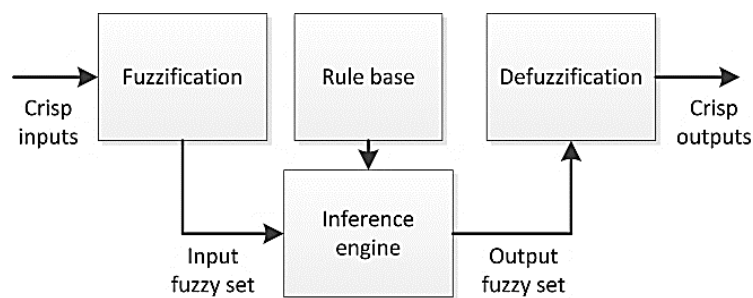 Fuzzification
Rule base
Defuzzification
Crisp
inputs
Crisp
outputs
Inference
engine
Input
fuzzy set
Output
fuzzy set